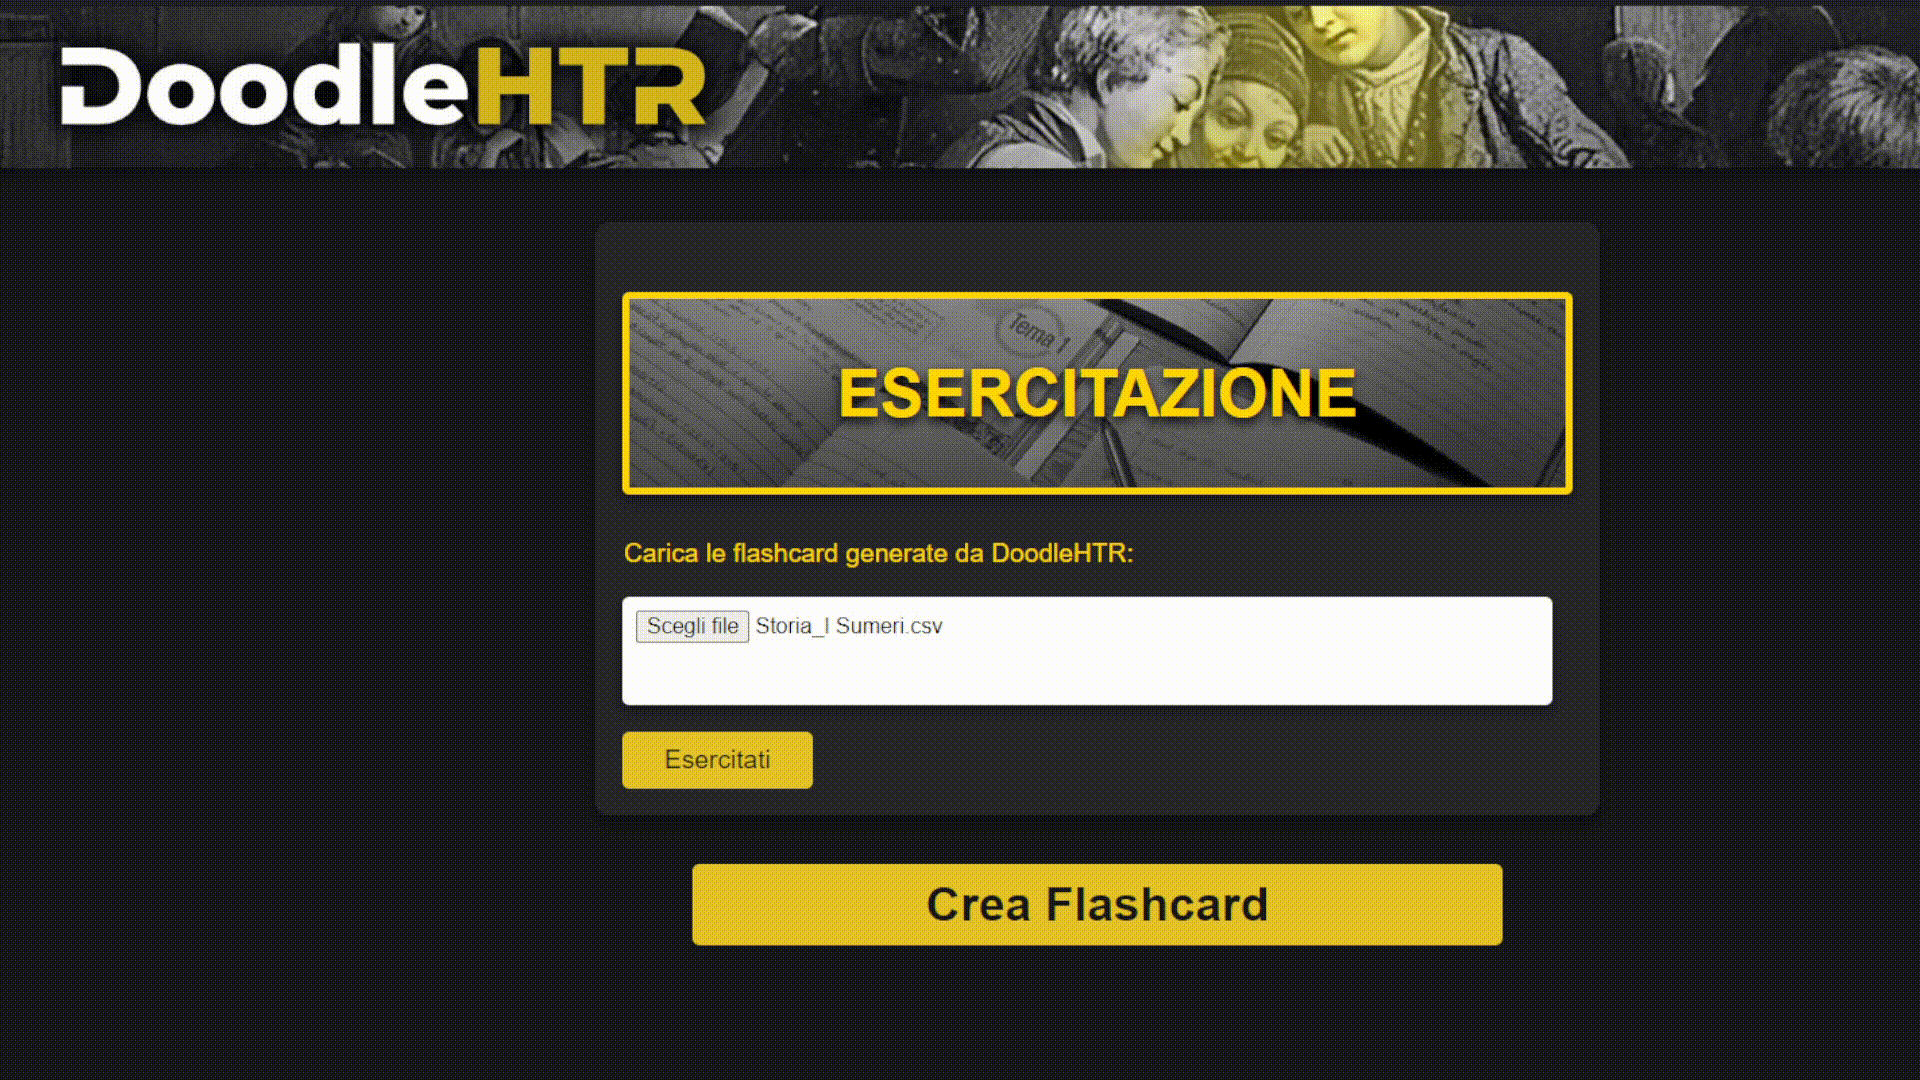 DoodleHTR
Tema 1
ESERCITAZIONE
Carica le flashcard generate da DoodleHTR:
Scegli file Storia_I Sumeri.csv
Esercitati
Crea Flashcard